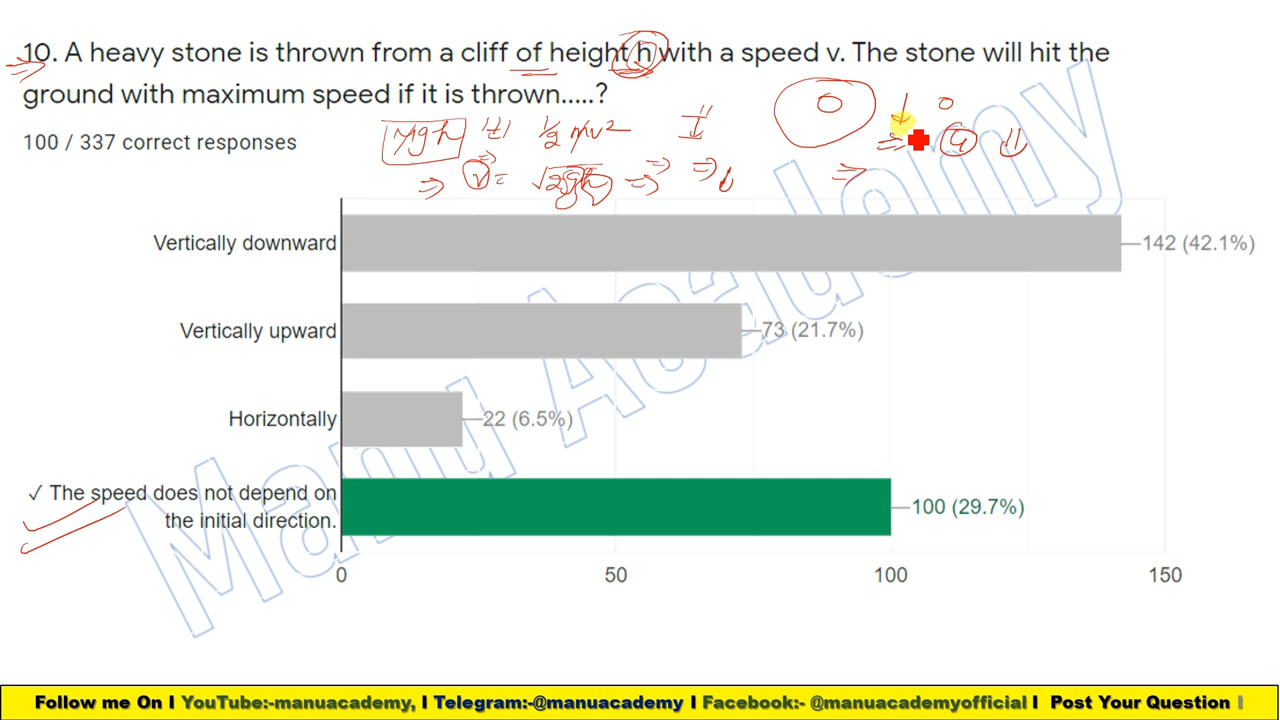 10. A heavy stone is thrown from a cliff of height h with a speed v. The stone will hit the
ground with maximum speed if it is thrown.....?
100 / 337 correct responses
mgh = ½ mv²
v = √2gh
Vertically downward
142 (42.1%)
Vertically upward
73 (21.7%)
Horizontally
22 (6.5%)
✓ The speed does not depend on
the initial direction.
100 (29.7%)
0 50 100 150
Manu Academy
Follow me On I YouTube:-manuacademy, I Telegram:-@manuacademy I Facebook:- @manuacademyofficial I Post Your Question I